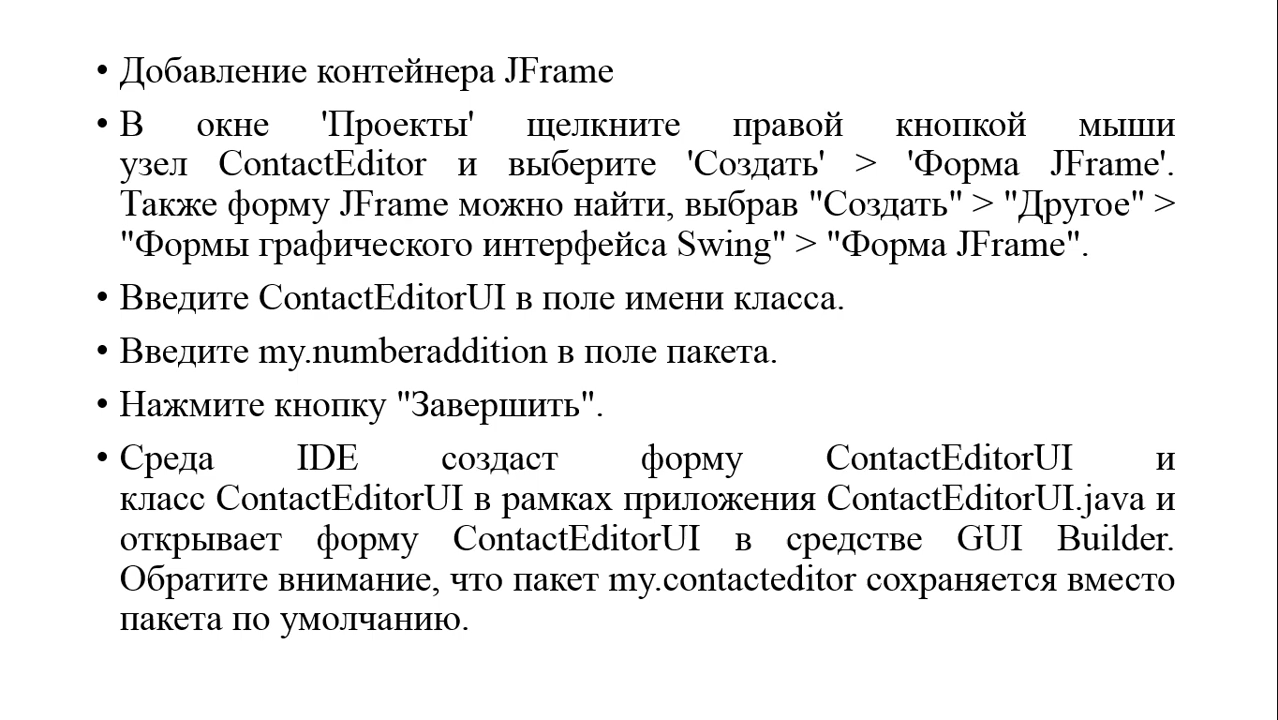 • Добавление контейнера JFrame
• В окне 'Проекты' щелкните правой кнопкой мыши
узел ContactEditor и выберите 'Создать' > 'Форма JFrame'.
Также форму JFrame можно найти, выбрав "Создать" > "Другое" >
"Формы графического интерфейса Swing" > "Форма JFrame".
• Введите ContactEditorUI в поле имени класса.
• Введите my.numberaddition в поле пакета.
• Нажмите кнопку "Завершить".
• Среда IDE создаст форму ContactEditorUI и
класс ContactEditorUI в рамках приложения ContactEditorUI.java и
открывает форму ContactEditorUI в средстве GUI Builder.
Обратите внимание, что пакет my.contacteditor сохраняется вместо
пакета по умолчанию.